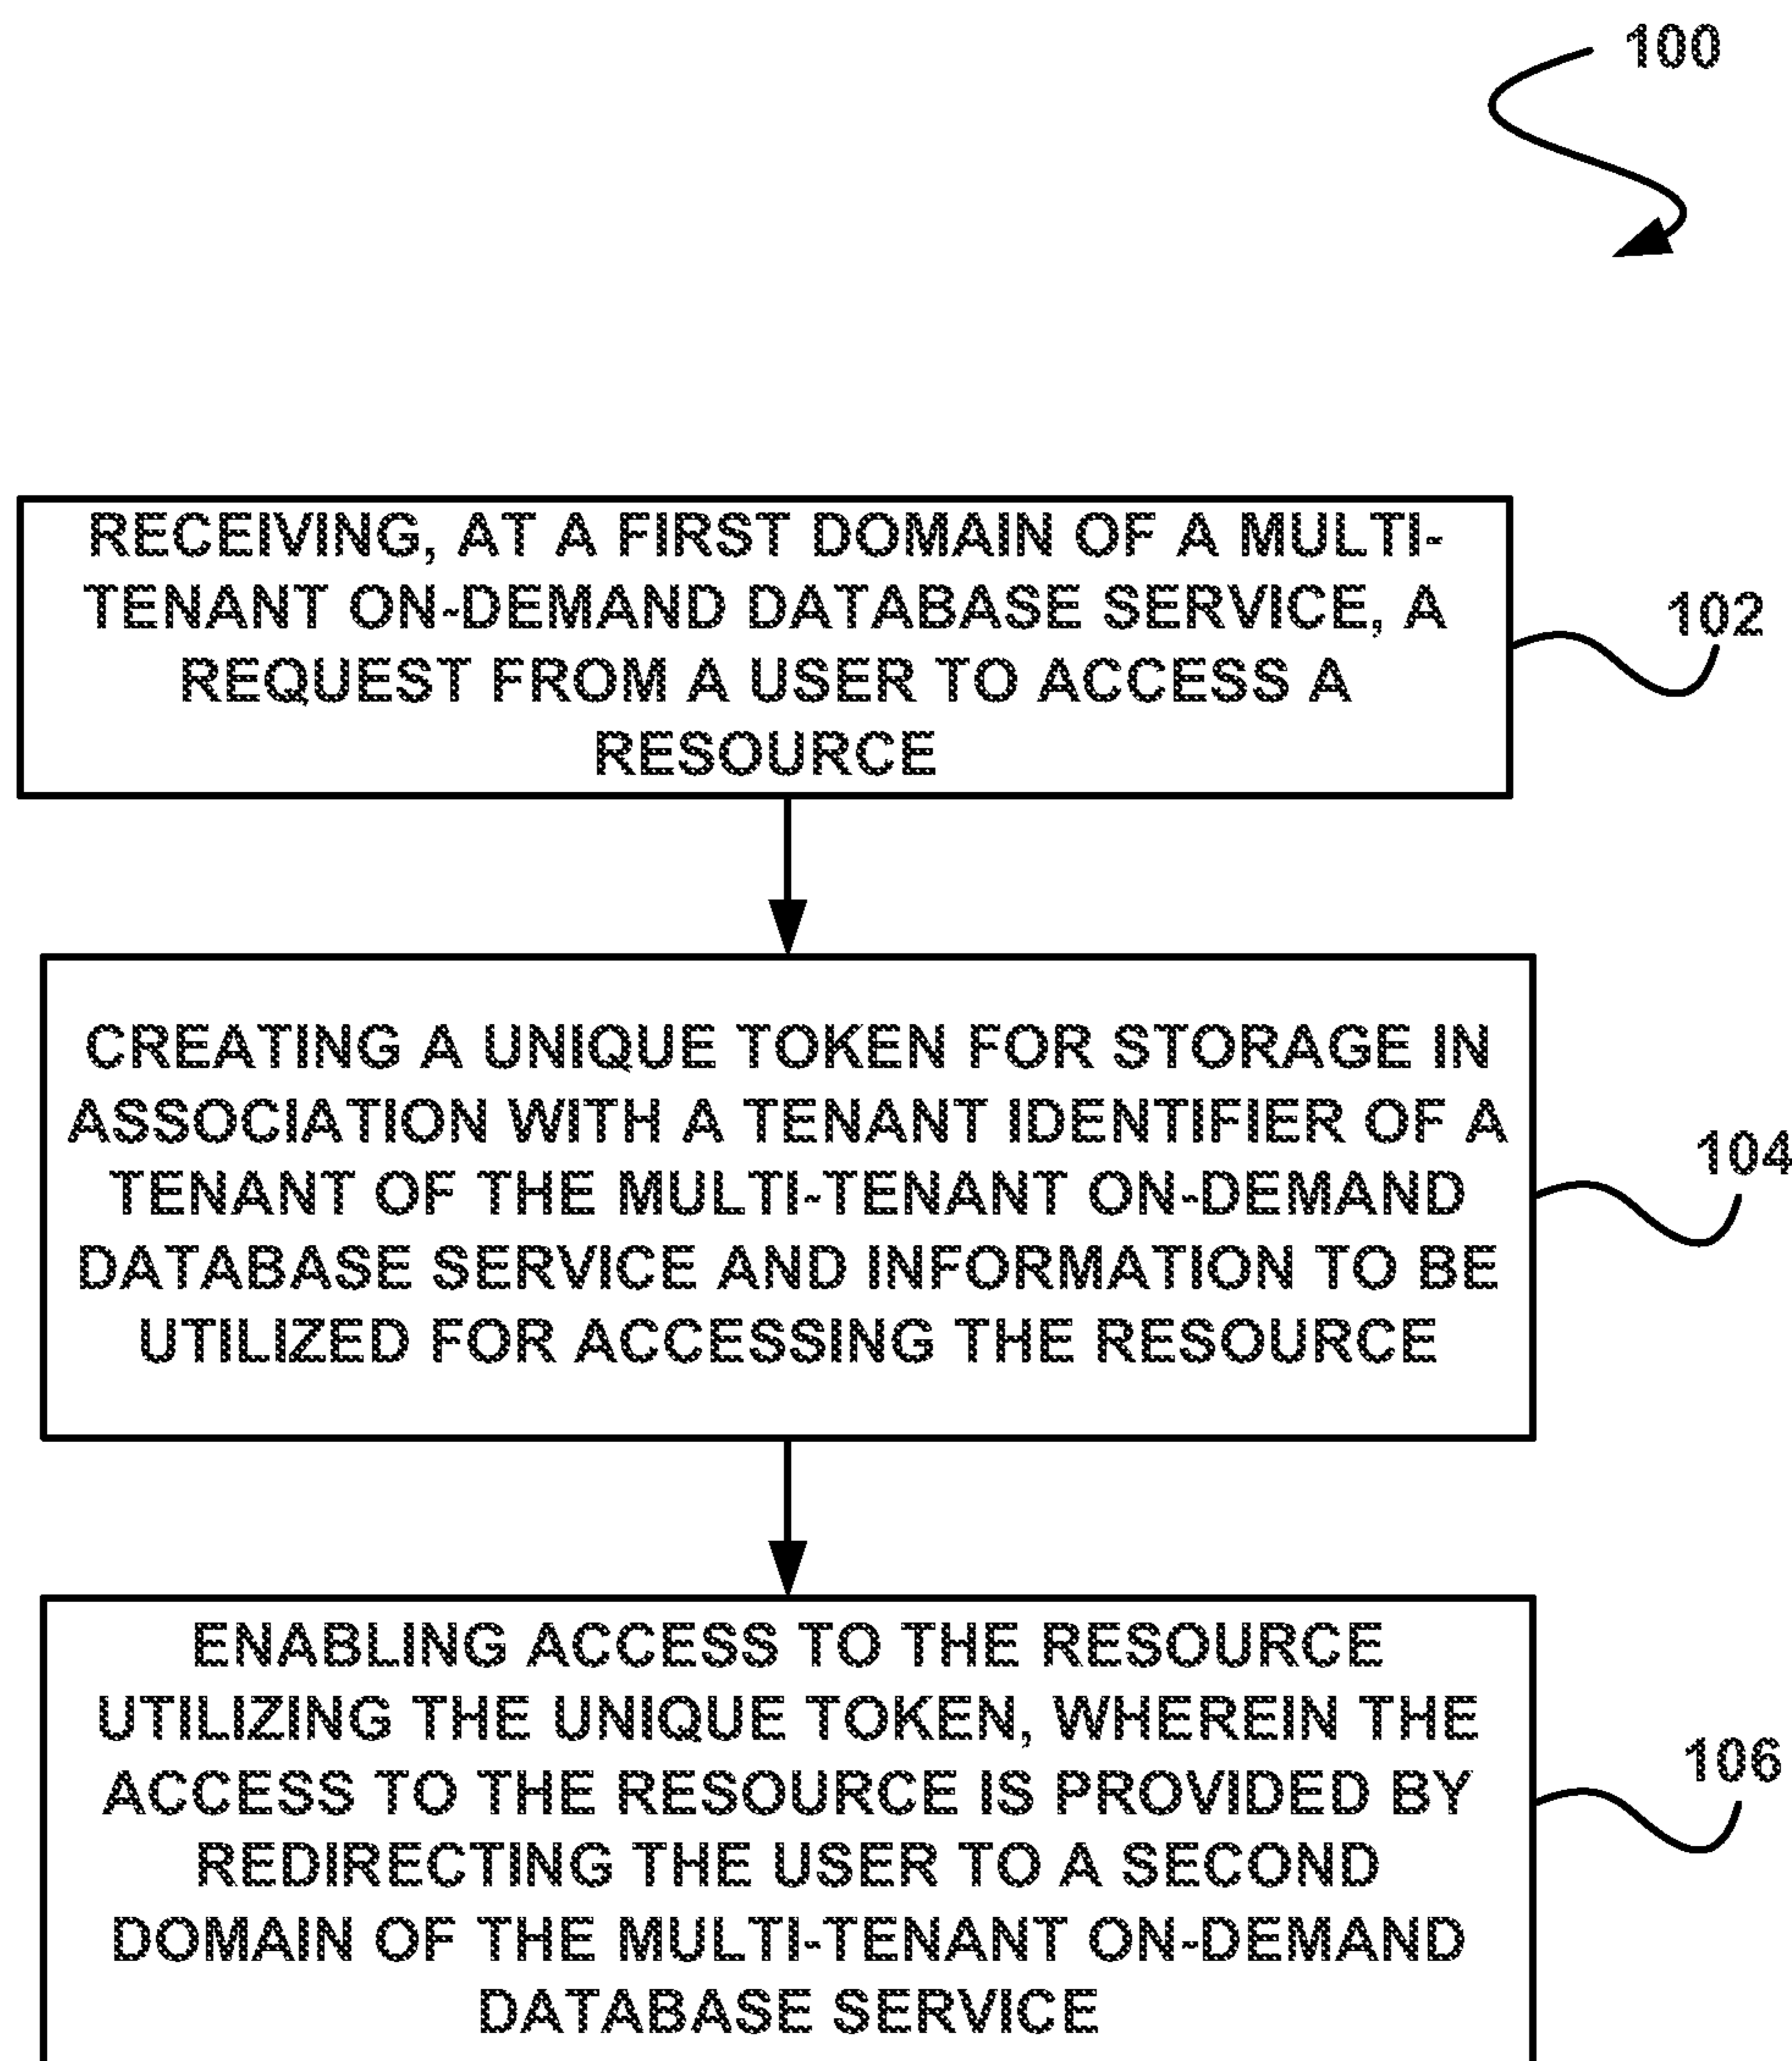 100
RECEIVING, AT A FIRST DOMAIN OF A MULTI-
TENANT ON-DEMAND DATABASE SERVICE, A
REQUEST FROM A USER TO ACCESS A
RESOURCE
102
CREATING A UNIQUE TOKEN FOR STORAGE IN
ASSOCIATION WITH A TENANT IDENTIFIER OF A
TENANT OF THE MULTI-TENANT ON-DEMAND
DATABASE SERVICE AND INFORMATION TO BE
UTILIZED FOR ACCESSING THE RESOURCE
104
ENABLING ACCESS TO THE RESOURCE
UTILIZING THE UNIQUE TOKEN, WHEREIN THE
ACCESS TO THE RESOURCE IS PROVIDED BY
REDIRECTING THE USER TO A SECOND
DOMAIN OF THE MULTI-TENANT ON-DEMAND
DATABASE SERVICE
106